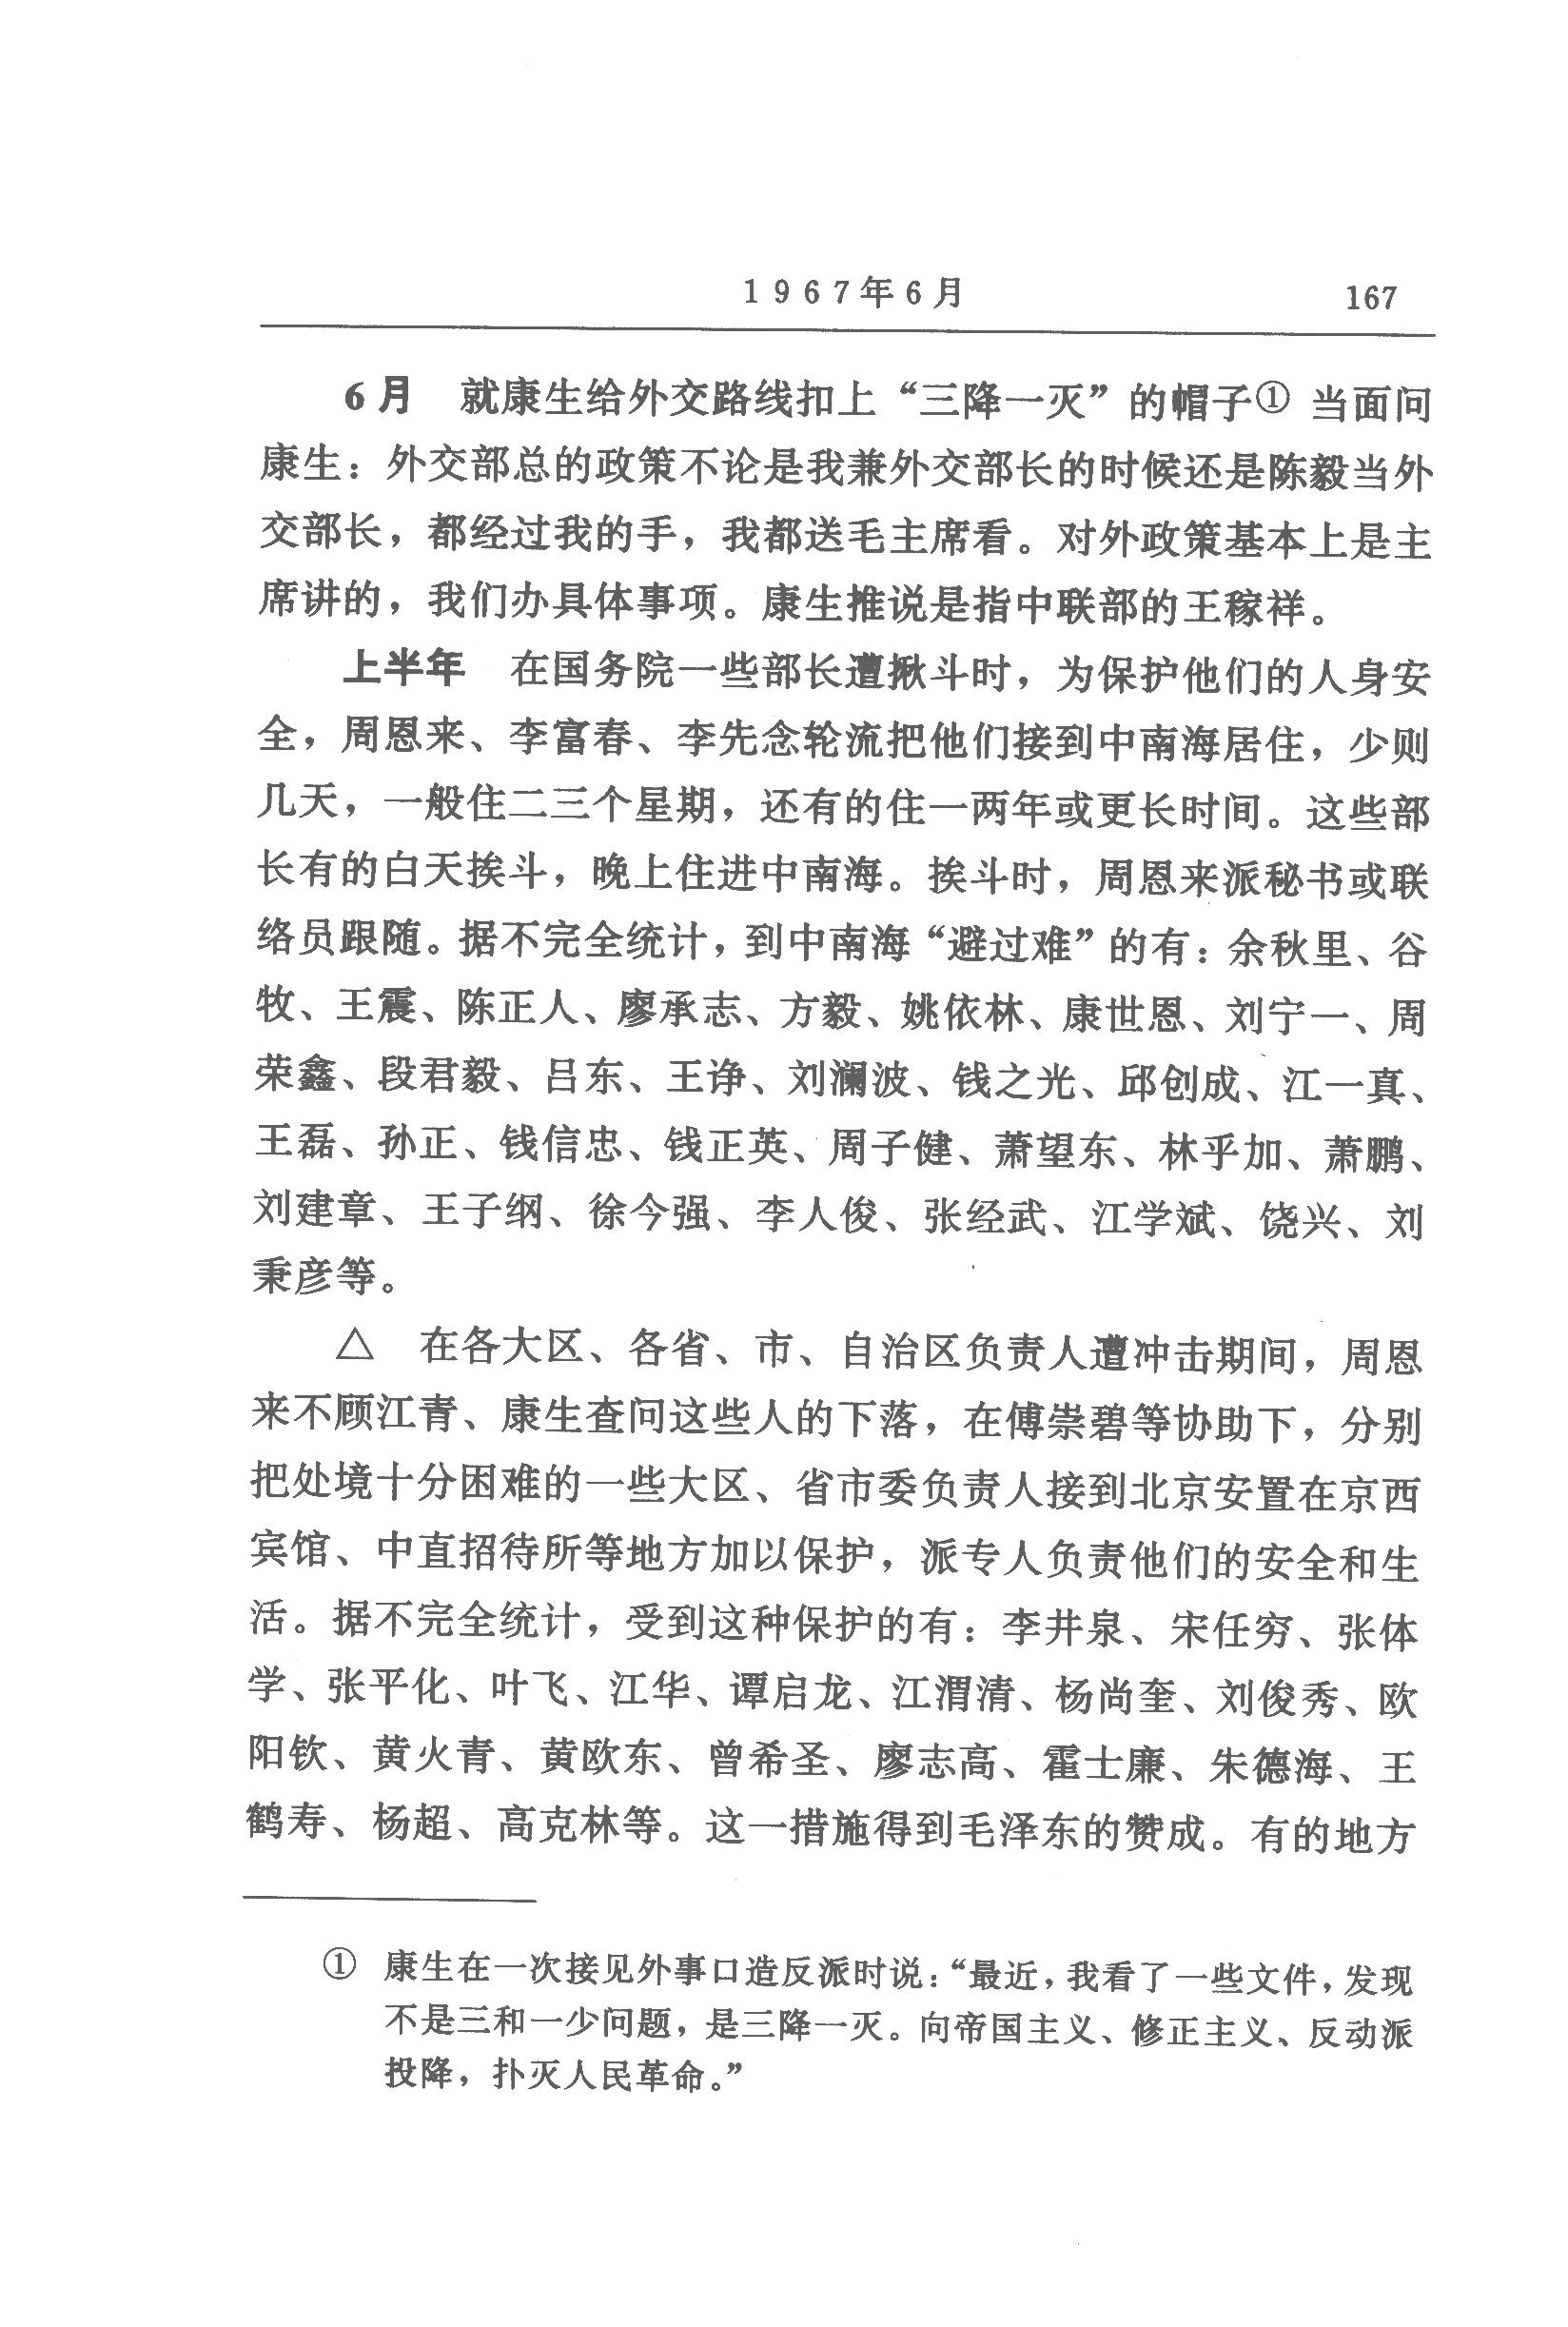 1967年6月 167
6月 就康生给外交路线扣上“三降一灭”的帽子① 当面问
康生：外交部总的政策不论是我兼外交部长的时候还是陈毅当外
交部长，都经过我的手，我都送毛主席看。对外政策基本上是主
席讲的，我们办具体事项。康生推说是指中联部的王稼祥。
上半年 在国务院一些部长遭揪斗时，为保护他们的人身安
全，周恩来、李富春、李先念轮流把他们接到中南海居住，少则
几天，一般住二三个星期，还有的住一两年或更长时间。这些部
长有的白天挨斗，晚上住进中南海。挨斗时，周恩来派秘书或联
络员跟随。据不完全统计，到中南海“避过难”的有：余秋里、谷
牧、王震、陈正人、廖承志、方毅、姚依林、康世恩、刘宁一、周
荣鑫、段君毅、吕东、王诤、刘澜波、钱之光、邱创成、江一真、
王磊、孙正、钱信忠、钱正英、周子健、萧望东、林乎加、萧鹏、
刘建章、王子纲、徐今强、李人俊、张经武、江学斌、饶兴、刘
秉彦等。
△ 在各大区、各省、市、自治区负责人遭冲击期间，周恩
来不顾江青、康生查问这些人的下落，在傅崇碧等协助下，分别
把处境十分困难的一些大区、省市委负责人接到北京安置在京西
宾馆、中直招待所等地方加以保护，派专人负责他们的安全和生
活。据不完全统计，受到这种保护的有：李井泉、宋任穷、张体
学、张平化、叶飞、江华、谭启龙、江渭清、杨尚奎、刘俊秀、欧
阳钦、黄火青、黄欧东、曾希圣、廖志高、霍士廉、朱德海、王
鹤寿、杨超、高克林等。这一措施得到毛泽东的赞成。有的地方
① 康生在一次接见外事口造反派时说：“最近，我看了一些文件，发现
不是三和一少问题，是三降一灭。向帝国主义、修正主义、反动派
投降，扑灭人民革命。”